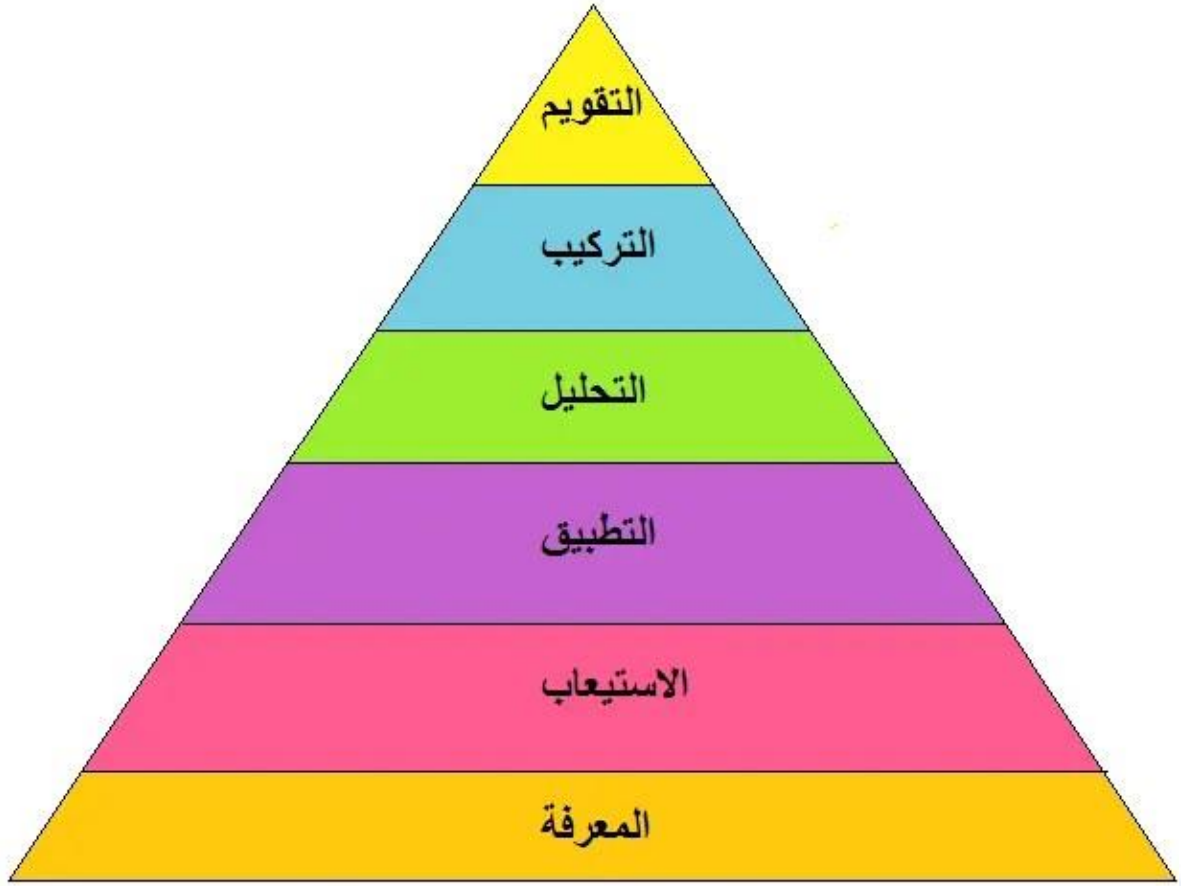 التقويم
التركيب
التحليل
التطبيق
الاستيعاب
المعرفة